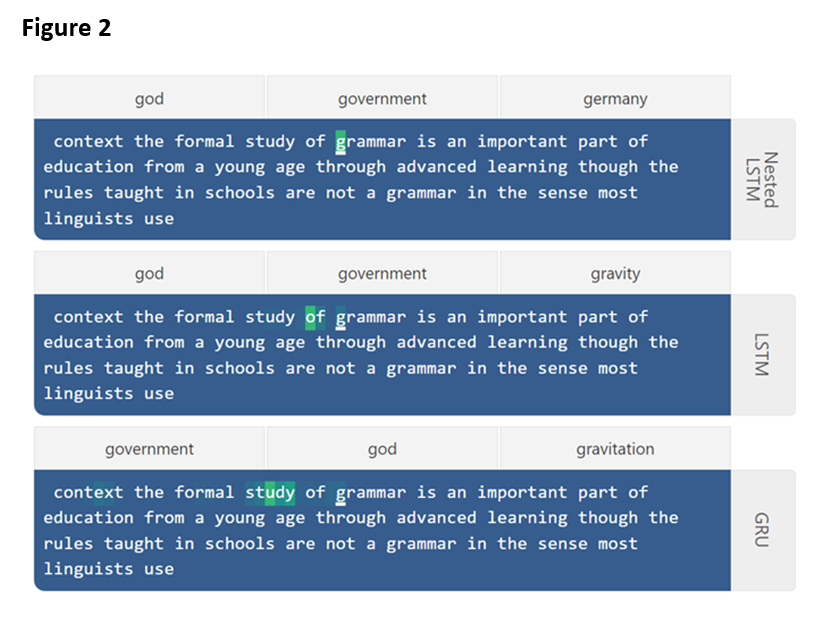 Figure 2
god government germany
context the formal study of grammar is an important part of
education from a young age through advanced learning though the
rules taught in schools are not a grammar in the sense most
linguists use
Nested
LSTM
god government gravity
context the formal study of grammar is an important part of
education from a young age through advanced learning though the
rules taught in schools are not a grammar in the sense most
linguists use
LSTM
government god gravitation
context the formal study of grammar is an important part of
education from a young age through advanced learning though the
rules taught in schools are not a grammar in the sense most
linguists use
GRU